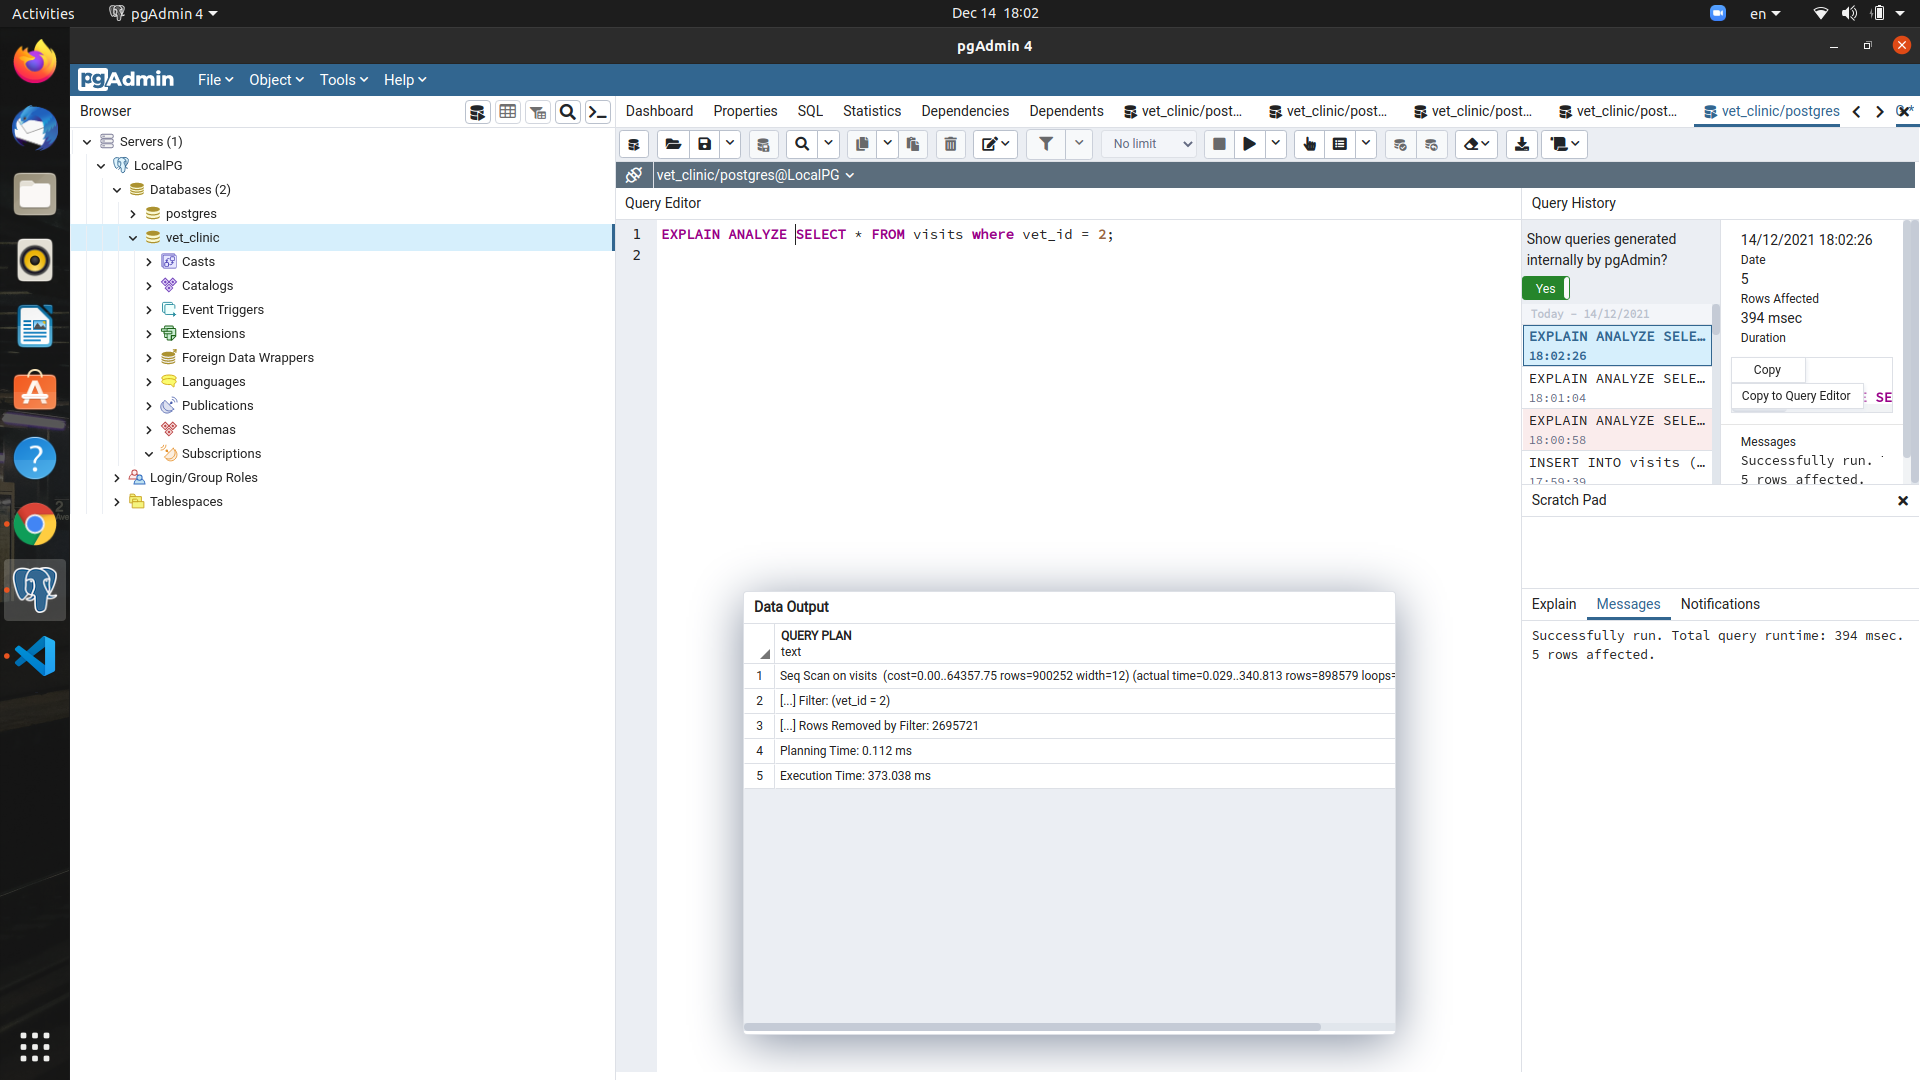 Activities
pgAdmin 4
Dec 14 18:02
en
pgAdmin 4
pgAdmin
File
Object
Tools
Help
Browser
Dashboard
Properties
SQL
Statistics
Dependencies
Dependents
vet_clinic/post...
vet_clinic/post...
vet_clinic/post...
vet_clinic/post...
vet_clinic/postgres
No limit
Servers (1)
LocalPG
Databases (2)
postgres
vet_clinic
Casts
Catalogs
Event Triggers
Extensions
Foreign Data Wrappers
Languages
Publications
Schemas
Subscriptions
Login/Group Roles
Tablespaces
vet_clinic/postgres@LocalPG
Query Editor
1 EXPLAIN ANALYZE SELECT * FROM visits where vet_id = 2;
2
Query History
Show queries generated
internally by pgAdmin?
Yes
Today - 14/12/2021
EXPLAIN ANALYZE SELE...
18:02:26
EXPLAIN ANALYZE SELE...
18:01:04
EXPLAIN ANALYZE SELE...
18:00:58
INSERT INTO visits (...
17:59:39
14/12/2021 18:02:26
Date
5
Rows Affected
394 msec
Duration
Copy
Copy to Query Editor
SE
Messages
Successfully run.
5 rows affected.
Scratch Pad
Explain
Messages
Notifications
Successfully run. Total query runtime: 394 msec.
5 rows affected.
Data Output
QUERY PLAN
text
1 Seq Scan on visits (cost=0.00..64357.75 rows=900252 width=12) (actual time=0.029..340.813 rows=898579 loops=
2 [...] Filter: (vet_id = 2)
3 [...] Rows Removed by Filter: 2695721
4 Planning Time: 0.112 ms
5 Execution Time: 373.038 ms